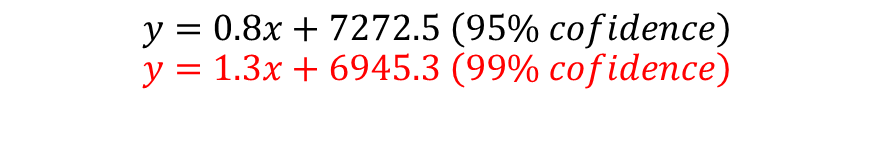 y = 0.8x + 7272.5 (95% cofidence)
y = 1.3x + 6945.3 (99% cofidence)